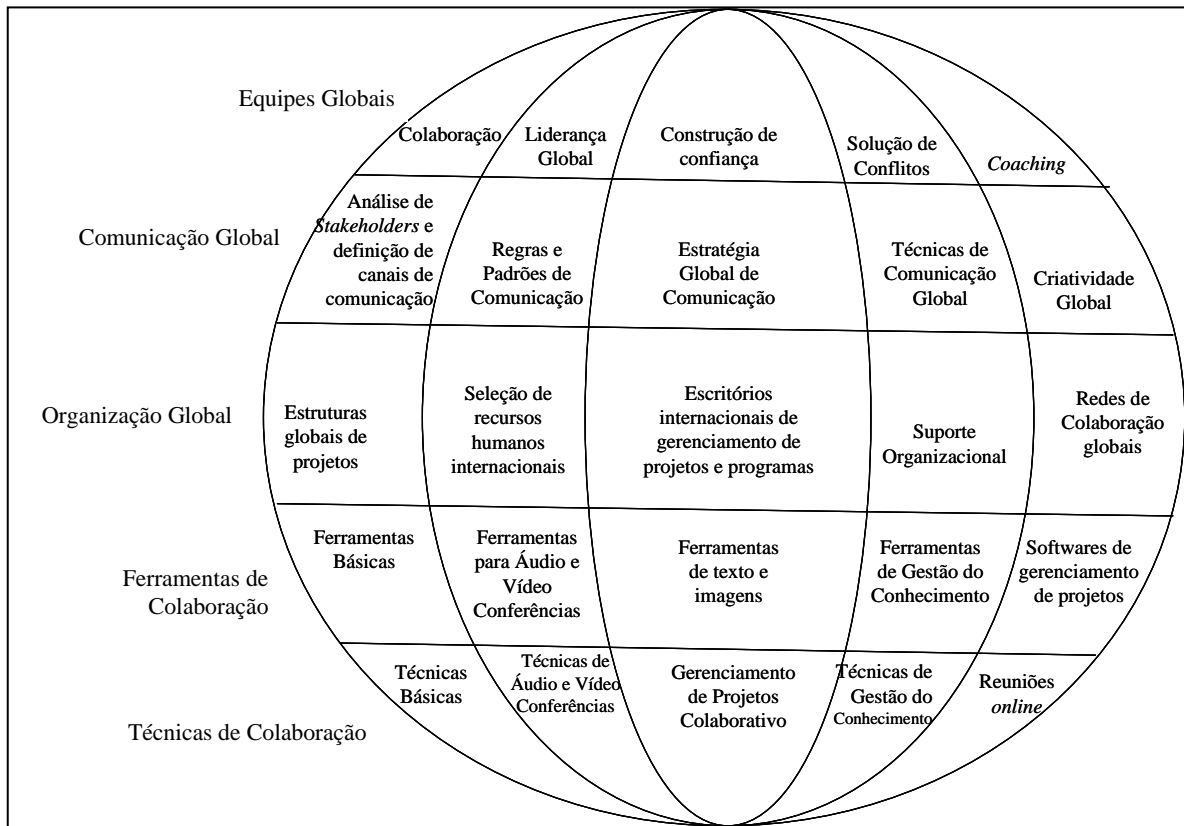 Equipes Globais
Colaboração
Liderança
Global
Construção de
confiança
Solução de
Conflitos
Coaching
Comunicação Global
Análise de
Stakeholders e
definição de
canais de
comunicação
Regras e
Padrões de
Comunicação
Estratégia
Global de
Comunicação
Técnicas de
Comunicação
Global
Criatividade
Global
Organização Global
Estruturas
globais de
projetos
Seleção de
recursos
humanos
internacionais
Escritórios
internacionais de
gerenciamento de
projetos e programas
Suporte
Organizacional
Redes de
Colaboração
globais
Ferramentas de
Colaboração
Ferramentas
Básicas
Ferramentas
para Áudio e
Vídeo
Conferências
Ferramentas
de texto e
imagens
Ferramentas
de Gestão do
Conhecimento
Softwares de
gerenciamento
de projetos
Técnicas de Colaboração
Técnicas
Básicas
Técnicas de
Áudio e Vídeo
Conferências
Gerenciamento
de Projetos
Colaborativo
Técnicas de
Gestão do
Conhecimento
Reuniões
online